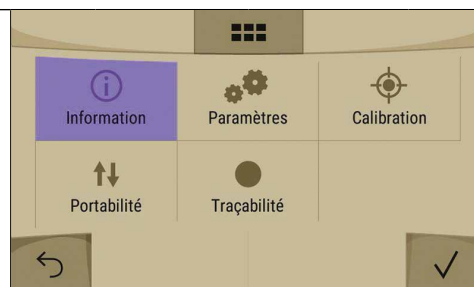 Information
Paramètres
Calibration
Portabilité
Traçabilité